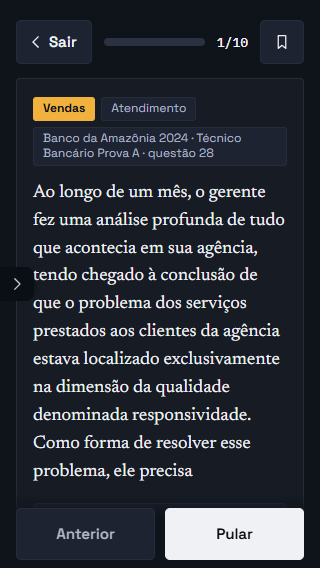 Sair
1/10
Vendas
Atendimento
Banco da Amazônia 2024 · Técnico
Bancário Prova A · questão 28
Ao longo de um mês, o gerente
fez uma análise profunda de tudo
que acontecia em sua agência,
tendo chegado à conclusão de
que o problema dos serviços
prestados aos clientes da agência
estava localizado exclusivamente
na dimensão da qualidade
denominada responsividade.
Como forma de resolver esse
problema, ele precisa
Anterior
Pular